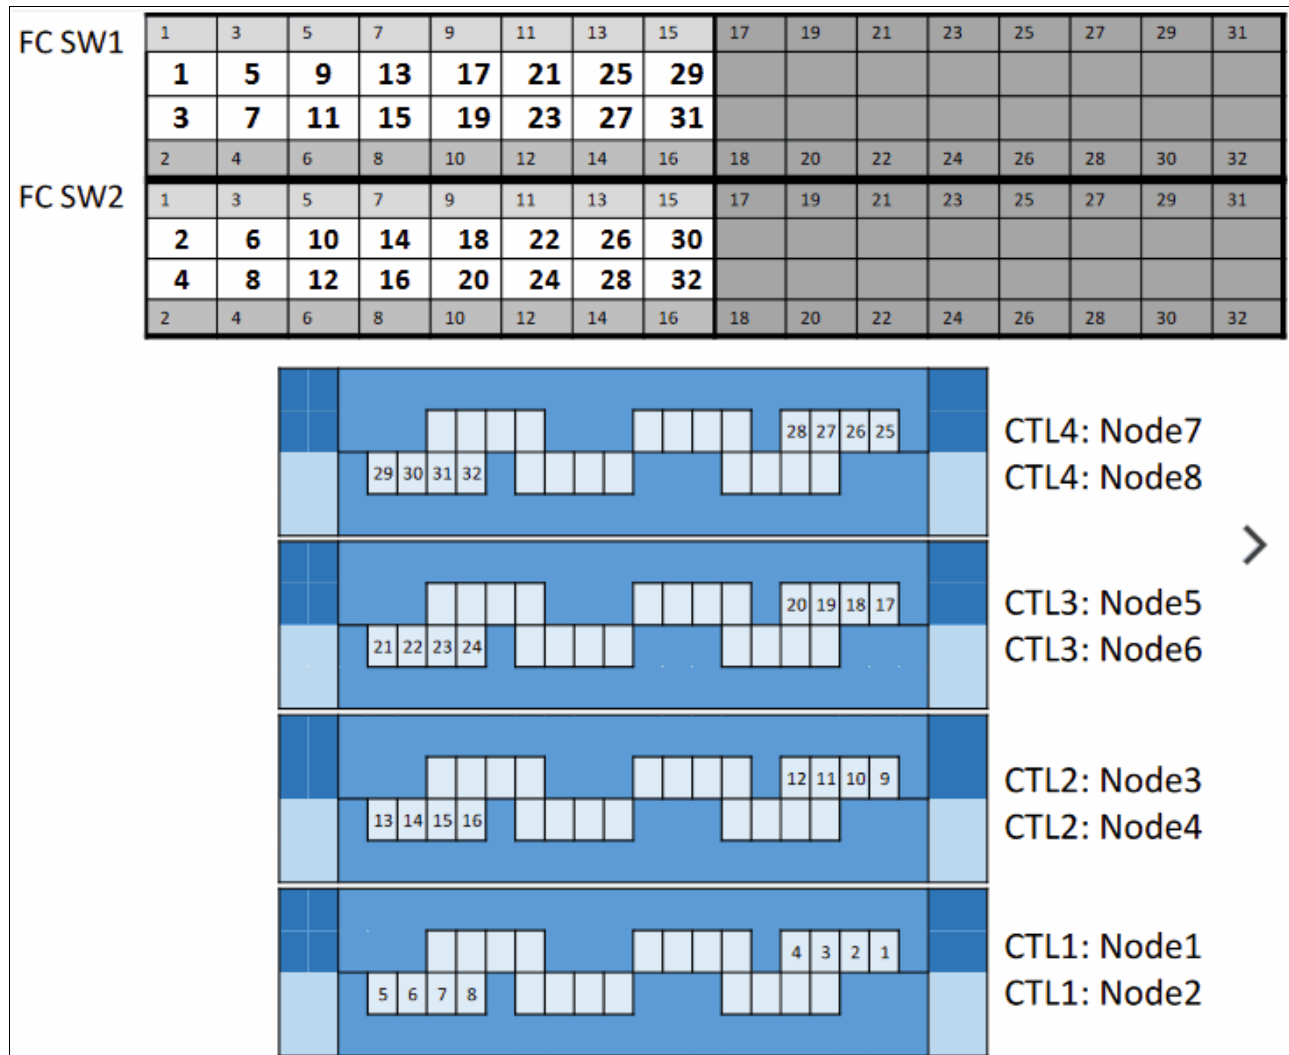 FC SW1 1 3 5 7 9 11 13 15 17 19 21 23 25 27 29 31
1 5 9 13 17 21 25 29
3 7 11 15 19 23 27 31
2 4 6 8 10 12 14 16 18 20 22 24 26 28 30 32
FC SW2 1 3 5 7 9 11 13 15 17 19 21 23 25 27 29 31
2 6 10 14 18 22 26 30
4 8 12 16 20 24 28 32
2 4 6 8 10 12 14 16 18 20 22 24 26 28 30 32
28 27 26 25 CTL4: Node7
29 30 31 32 CTL4: Node8
20 19 18 17 CTL3: Node5
21 22 23 24 CTL3: Node6
12 11 10 9 CTL2: Node3
13 14 15 16 CTL2: Node4
4 3 2 1 CTL1: Node1
5 6 7 8 CTL1: Node2